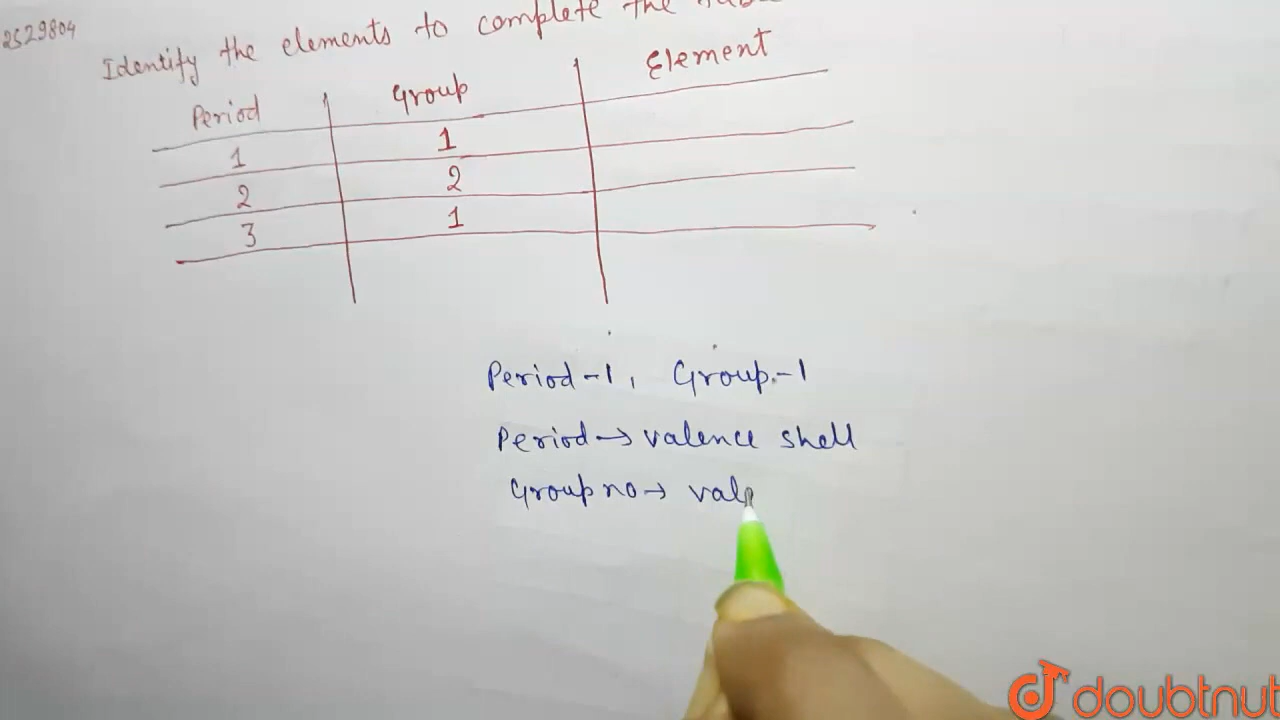 2529804
Identify the elements to complete the
Period Group Element
1 1
2 2
3 1
Period-1, Group-1
Period→ valence shell
Group no→ val
doubtnut